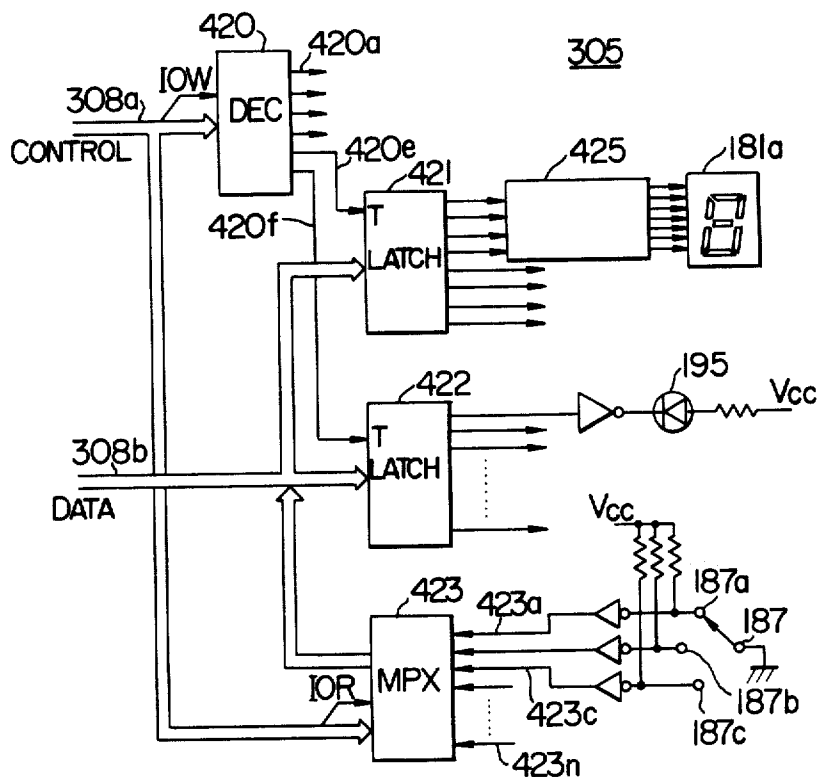 420
420a
305
IOW
308a
DEC
CONTROL
420e
425
181a
421
420f
T
LATCH
422
195
Vcc
T
308b
LATCH
DATA
Vcc
423
423a
187a
187
MPX
IOR
423c
187b
187c
423n